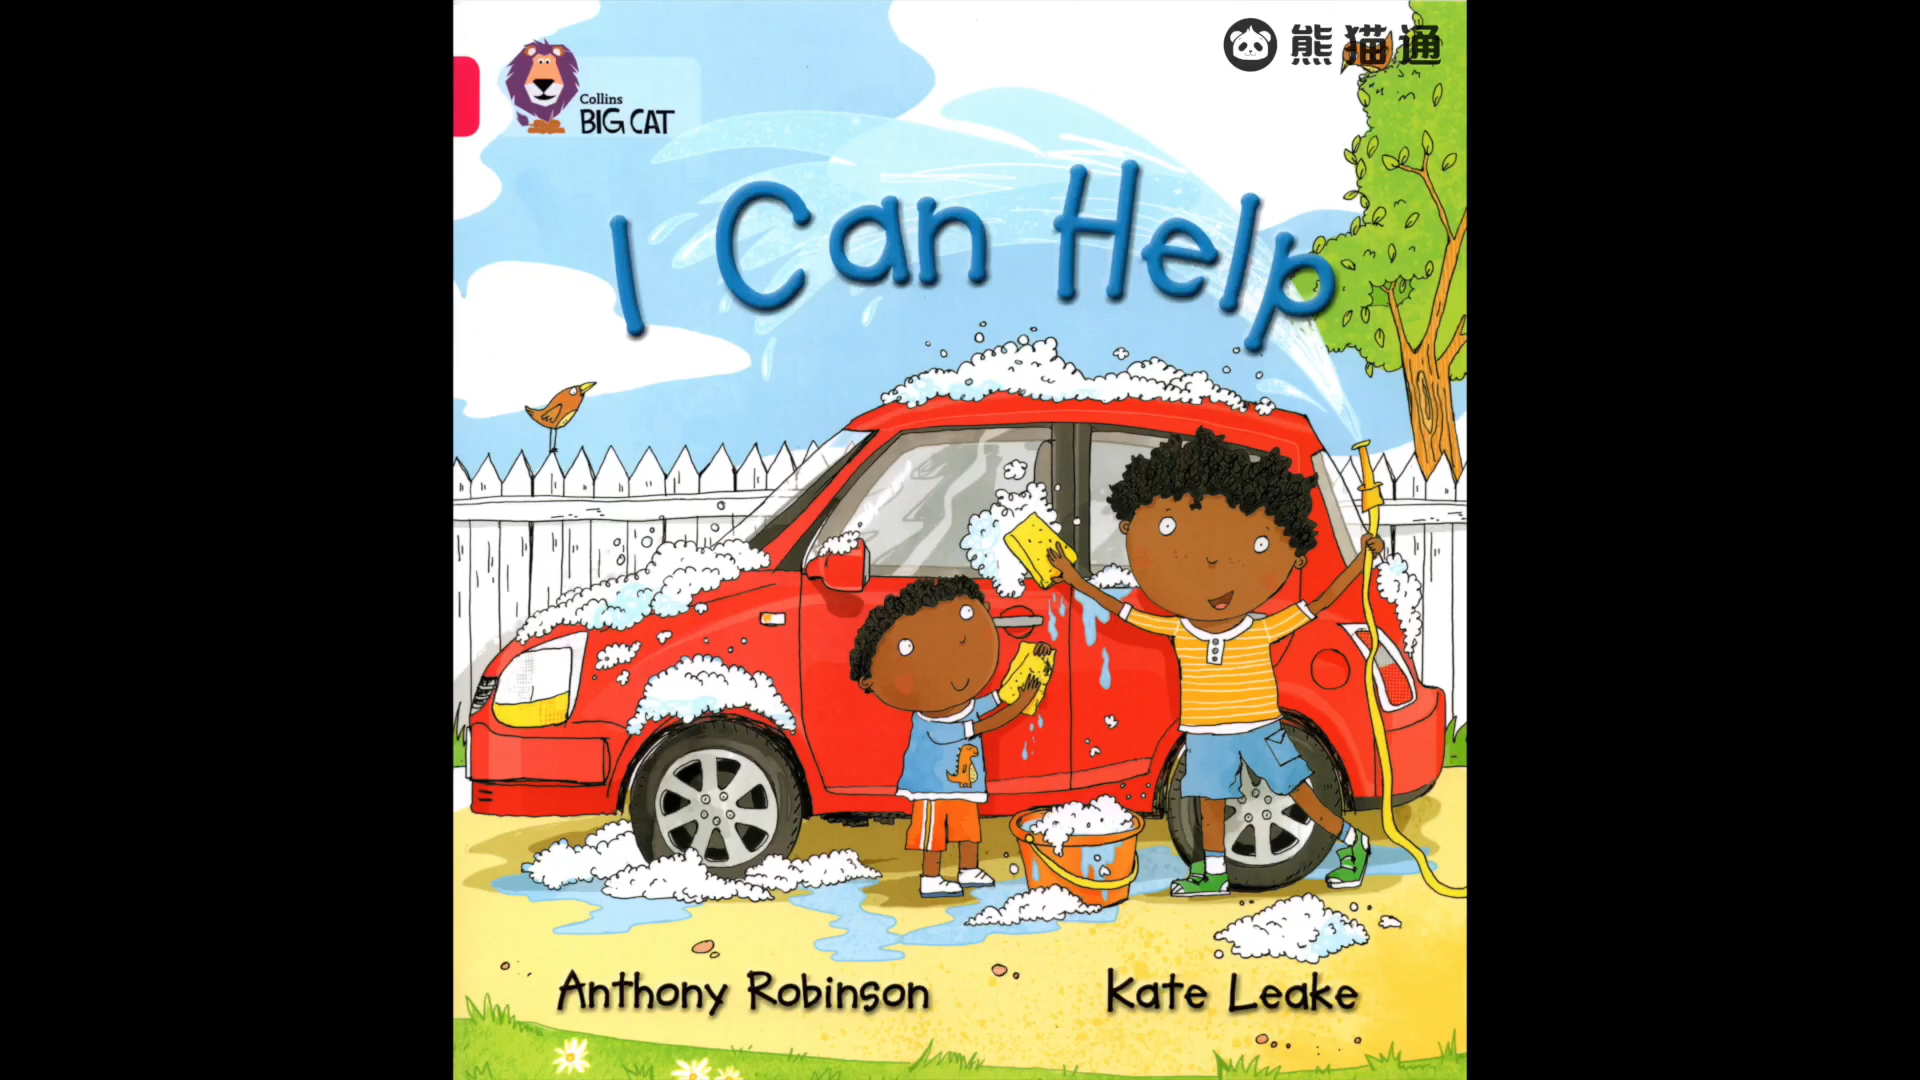 熊猫通
Collins
BIG CAT
I Can Help
Anthony Robinson
Kate Leake